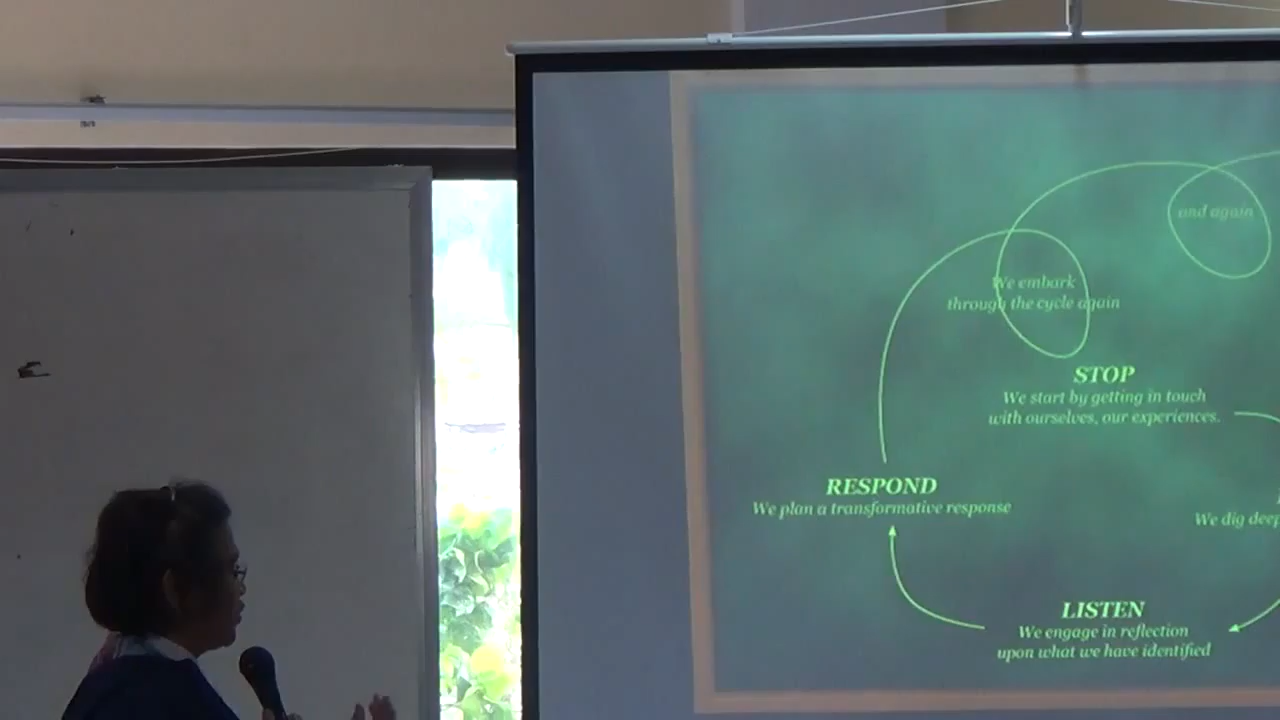 and again
We embark
through the cycle again
STOP
We start by getting in touch
with ourselves, our experiences.
RESPOND
We plan a transformative response
We dig deep
LISTEN
We engage in reflection
upon what we have identified